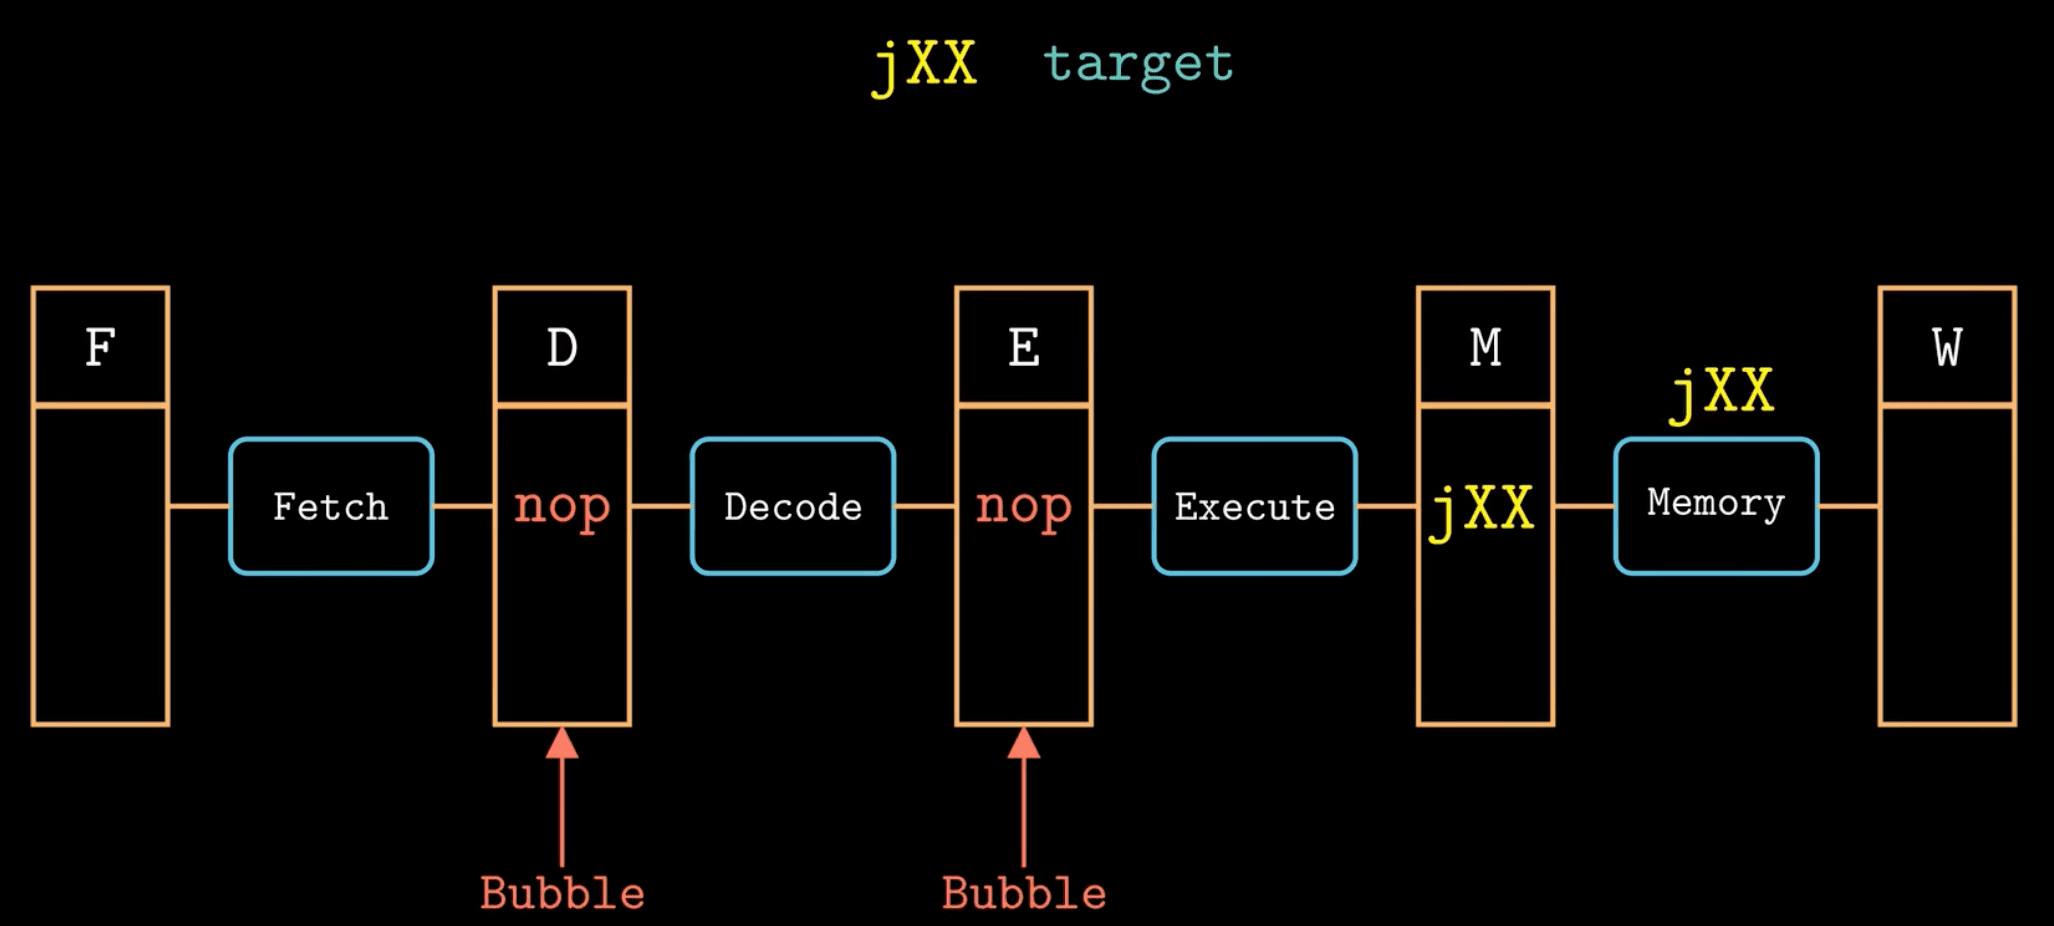 jXX target
F D E M W
jXX
Fetch nop Decode nop Execute jXX Memory
Bubble Bubble